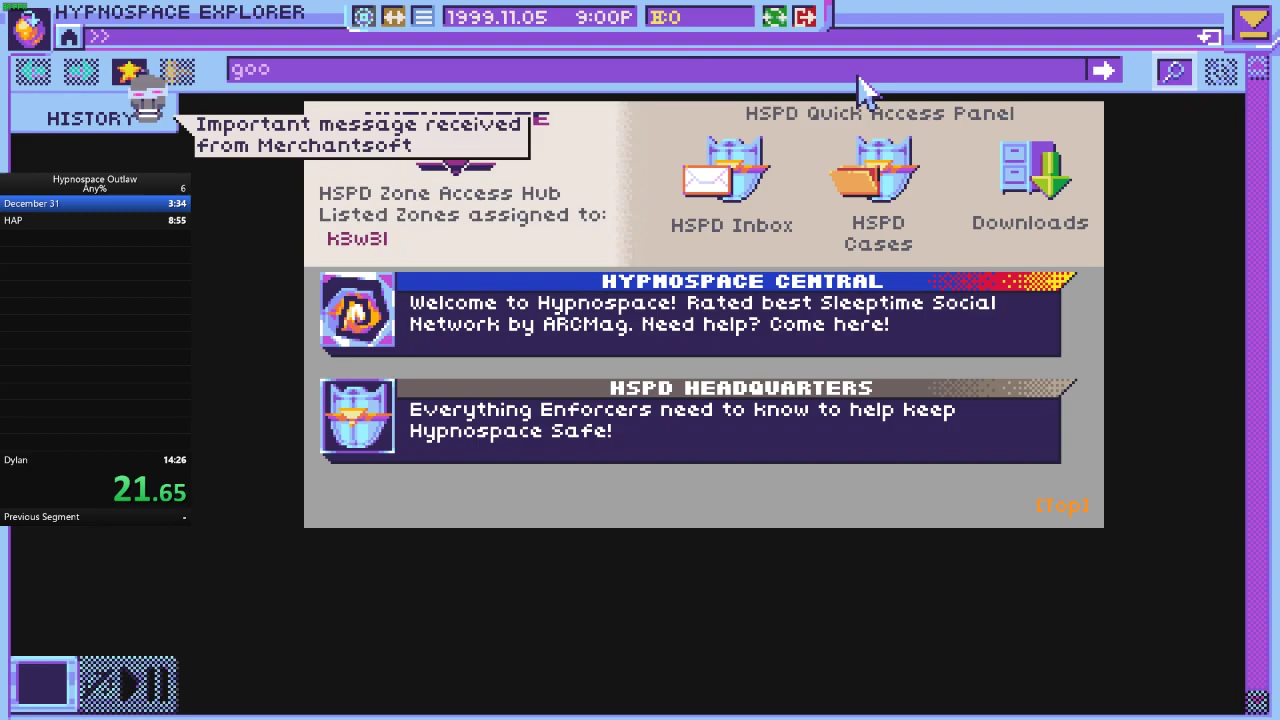 HYPNOSPACE EXPLORER
1999.11.05 9:00P
:0
>>
goo
HISTORY
Important message received
from Merchantsoft
HSPD Zone Access Hub
Listed Zones assigned to:
k3w3l
HSPD Quick Access Panel
HSPD Inbox
HSPD
Cases
Downloads
HYPNOSPACE CENTRAL
Welcome to Hypnospace! Rated best Sleeptime Social
Network by ARCMag. Need help? Come here!
HSPD HEADQUARTERS
Everything Enforcers need to know to help keep
Hypnospace Safe!
[Top]
Hypnospace Outlaw
Any% 6
December 31 3:34
HAP 8:55
Dylan 14:26
21.65
Previous Segment -